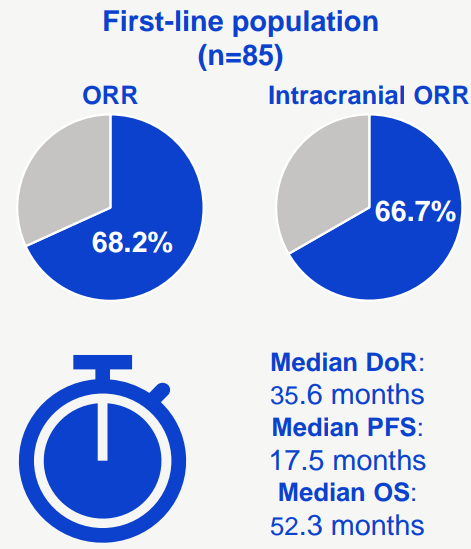 First-line population
(n=85)
ORR
Intracranial ORR
68.2%
66.7%
Median DoR:
35.6 months
Median PFS:
17.5 months
Median OS:
52.3 months